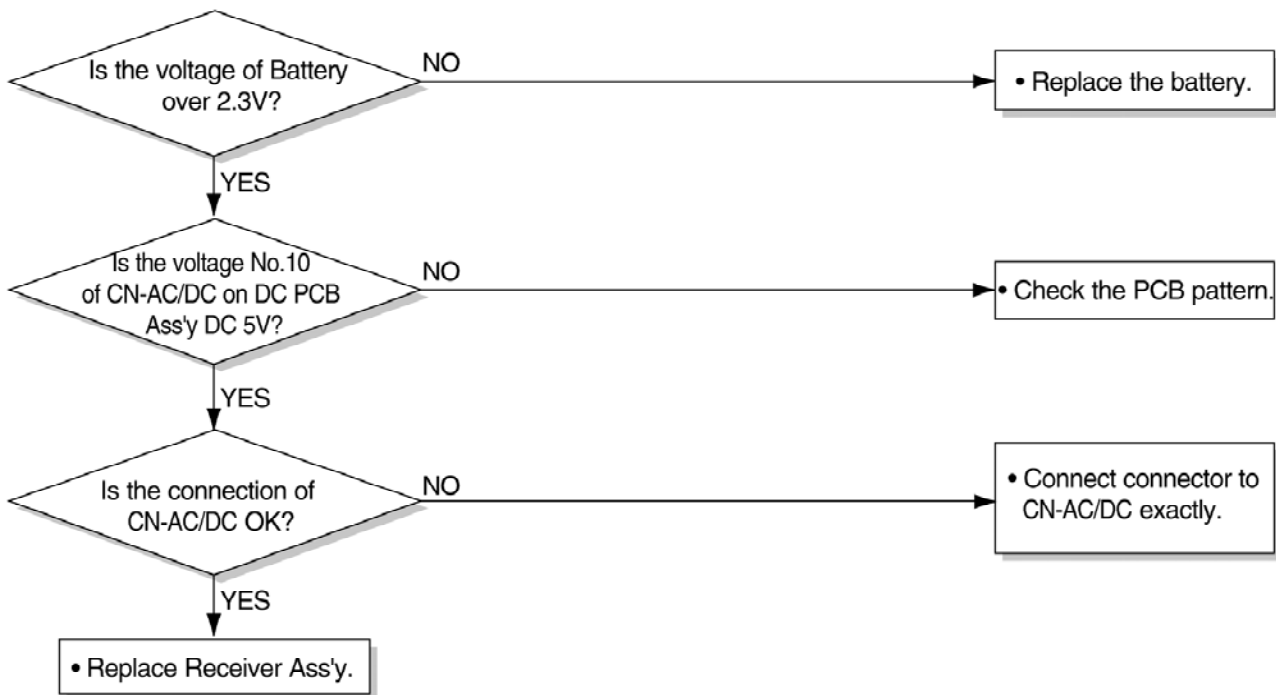 Is the voltage of Battery
over 2.3V?
NO
• Replace the battery.
YES
Is the voltage No.10
of CN-AC/DC on DC PCB
Ass'y DC 5V?
NO
• Check the PCB pattern.
YES
Is the connection of
CN-AC/DC OK?
NO
• Connect connector to
CN-AC/DC exactly.
YES
• Replace Receiver Ass'y.